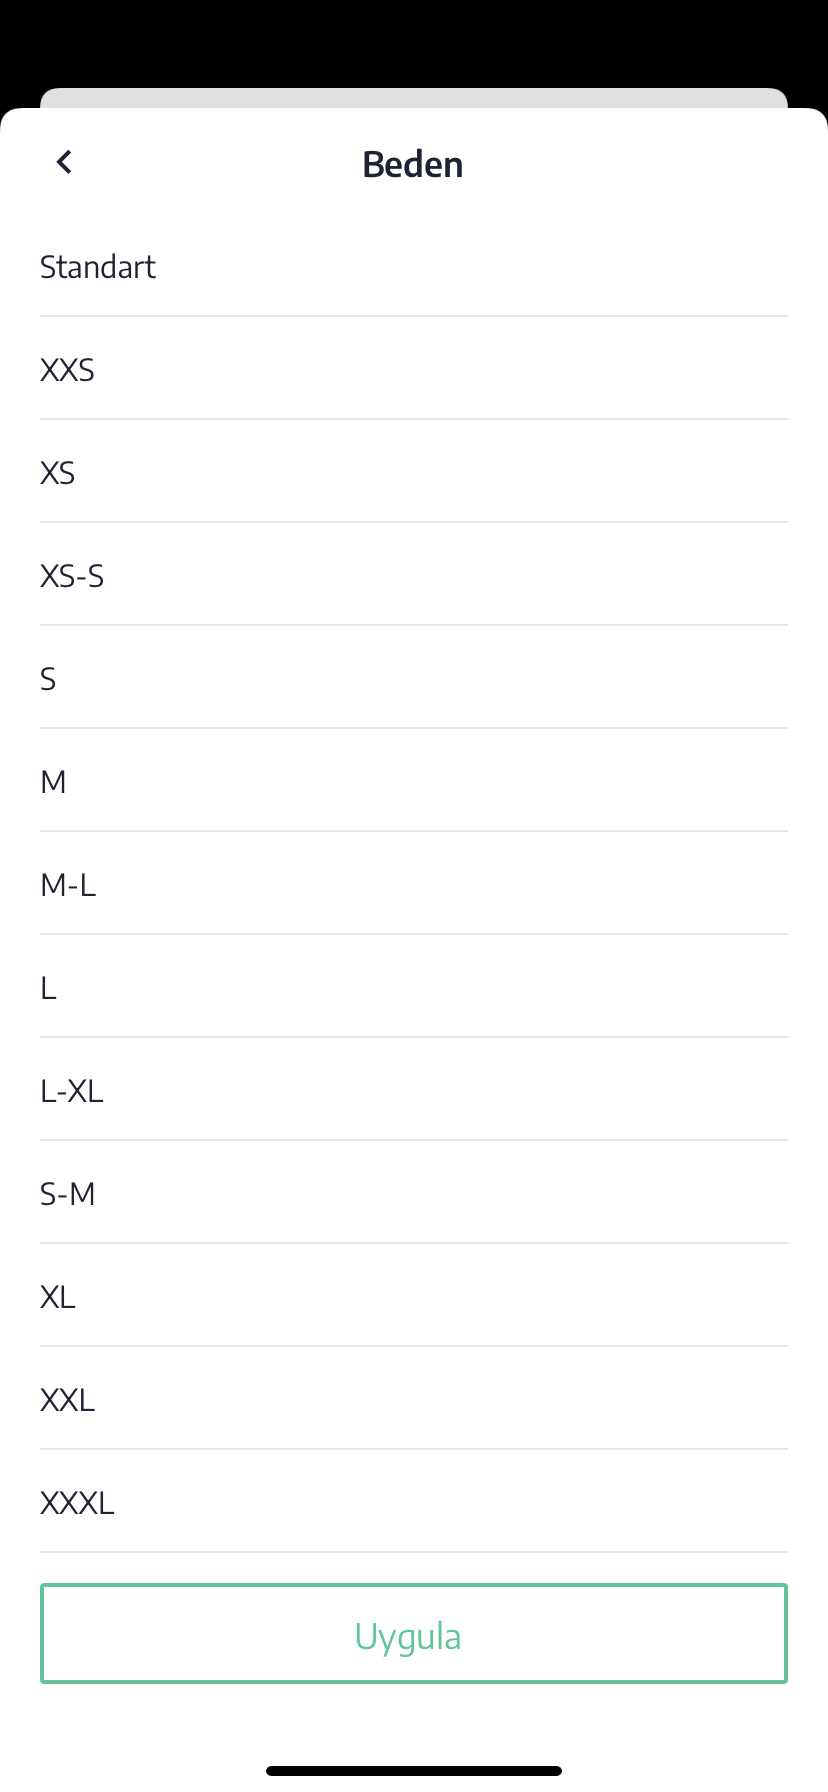 Beden
Standart
XXS
XS
XS-S
S
M
M-L
L
L-XL
S-M
XL
XXL
XXXL
Uygula